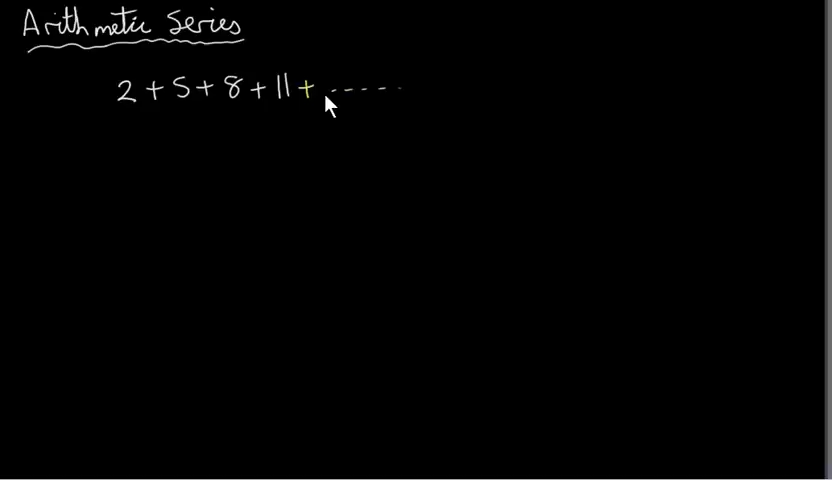 Arithmetic Series
2 + 5 + 8 + 11 + ------